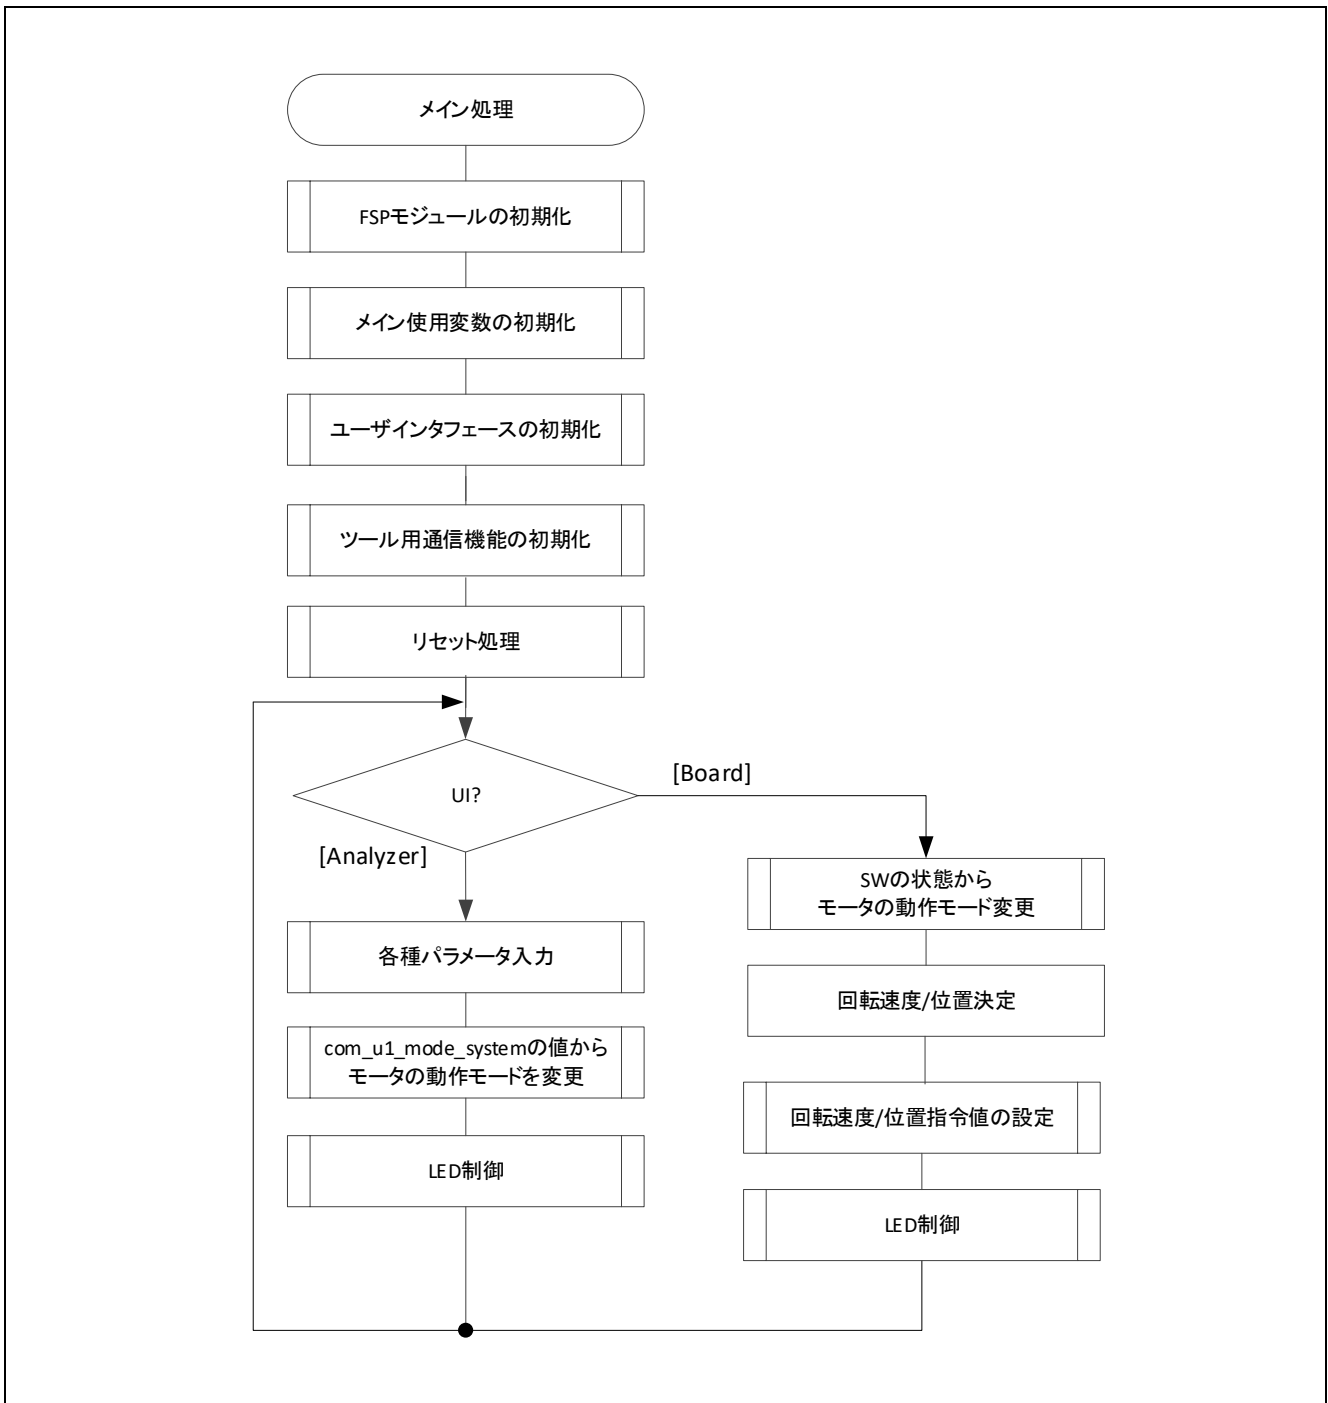 メイン処理
FSPモジュールの初期化
メイン使用変数の初期化
ユーザインタフェースの初期化
ツール用通信機能の初期化
リセット処理
UI?
[Board]
[Analyzer]
各種パラメータ入力
com_u1_mode_systemの値から
モータの動作モードを変更
LED制御
SWの状態から
モータの動作モード変更
回転速度/位置決定
回転速度/位置指令値の設定
LED制御